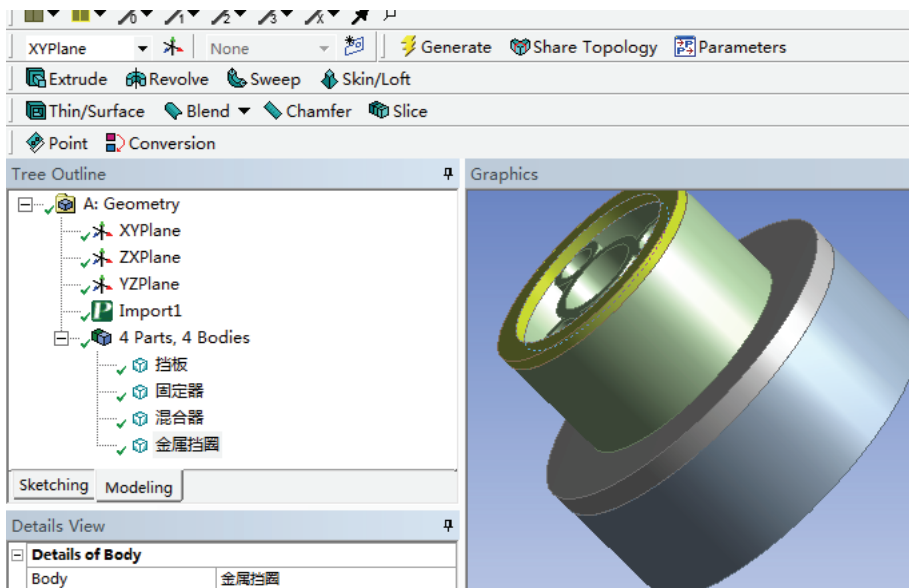 XYPlane None Generate Share Topology Parameters
Extrude Revolve Sweep Skin/Loft
Thin/Surface Blend Chamfer Slice
Point Conversion
Tree Outline
Graphics
A: Geometry
XYPlane
ZXPlane
YZPlane
Import1
4 Parts, 4 Bodies
挡板
固定器
混合器
金属挡圈
Sketching Modeling
Details View
Details of Body
Body 金属挡圈